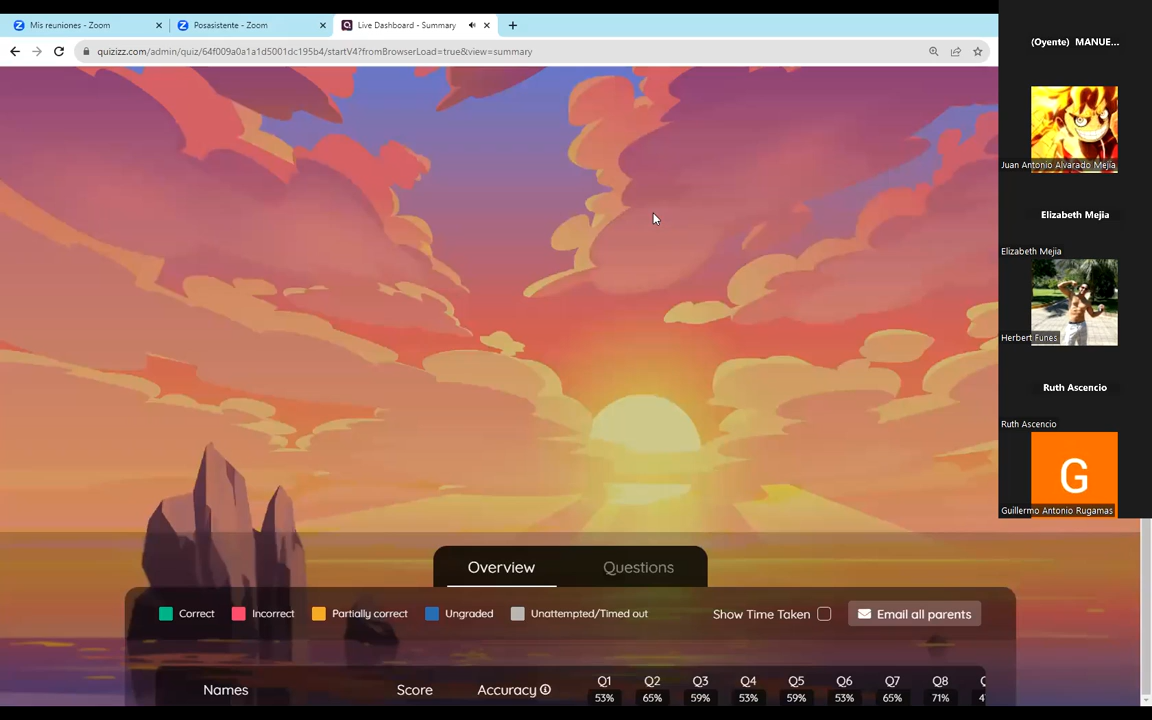 Mis reuniones - Zoom
Posasistente - Zoom
Live Dashboard - Summary
quizizz.com/admin/quiz/64f009a0a1a1d5001dc195b4/startV4?fromBrowserLoad=true&view=summary
(Oyente) MANUE...
Juan Antonio Alvarado Mejía
Elizabeth Mejia
Elizabeth Mejia
Herbert Funes
Ruth Ascencio
Ruth Ascencio
G
Guillermo Antonio Rugamas
Overview Questions
Correct Incorrect Partially correct Ungraded Unattempted/Timed out Show Time Taken Email all parents
Names Score Accuracy Q1 Q2 Q3 Q4 Q5 Q6 Q7 Q8
53% 65% 59% 53% 59% 53% 65% 71%